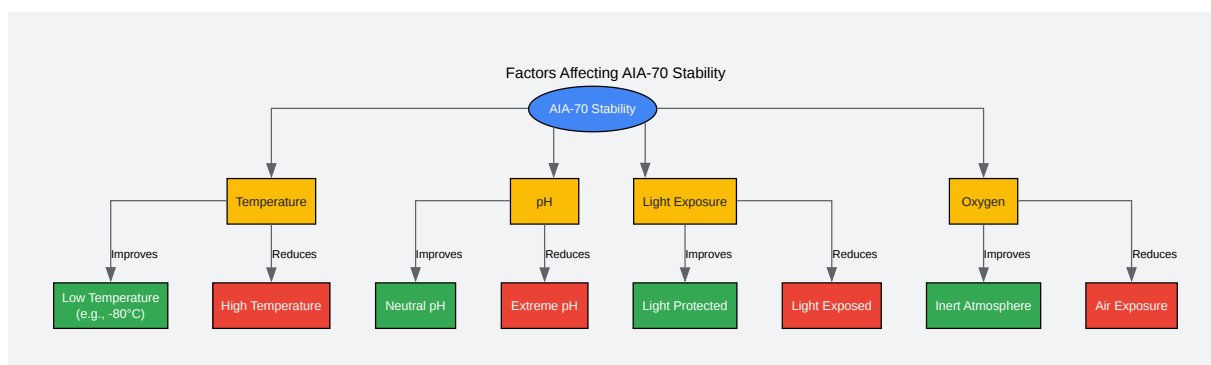 Factors Affecting AIA-70 Stability
AIA-70 Stability
Temperature
pH
Light Exposure
Oxygen
Improves
Reduces
Improves
Reduces
Improves
Reduces
Improves
Reduces
Low Temperature
(e.g., -80°C)
High Temperature
Neutral pH
Extreme pH
Light Protected
Light Exposed
Inert Atmosphere
Air Exposure